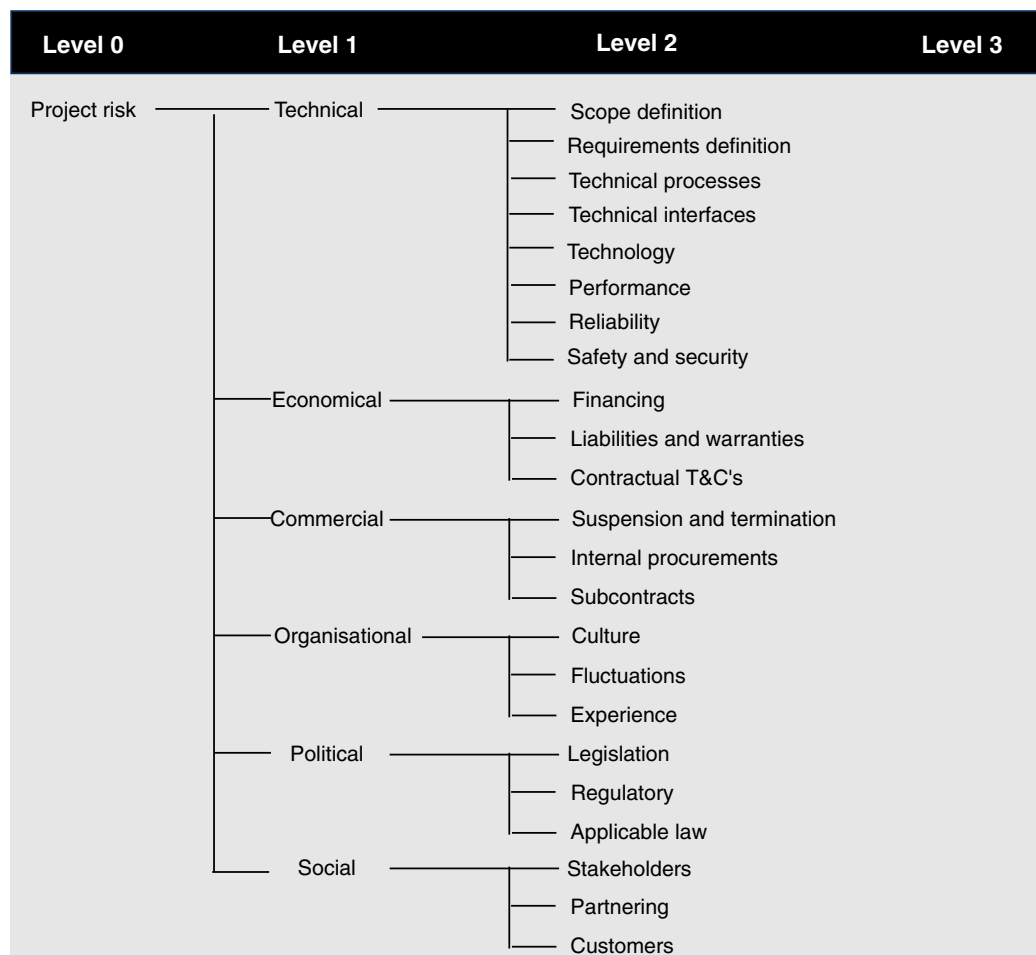 Level 0 Level 1 Level 2 Level 3
Project risk Technical Scope definition
Requirements definition
Technical processes
Technical interfaces
Technology
Performance
Reliability
Safety and security
Economical Financing
Liabilities and warranties
Contractual T&C's
Commercial Suspension and termination
Internal procurements
Subcontracts
Organisational Culture
Fluctuations
Experience
Political Legislation
Regulatory
Applicable law
Social Stakeholders
Partnering
Customers